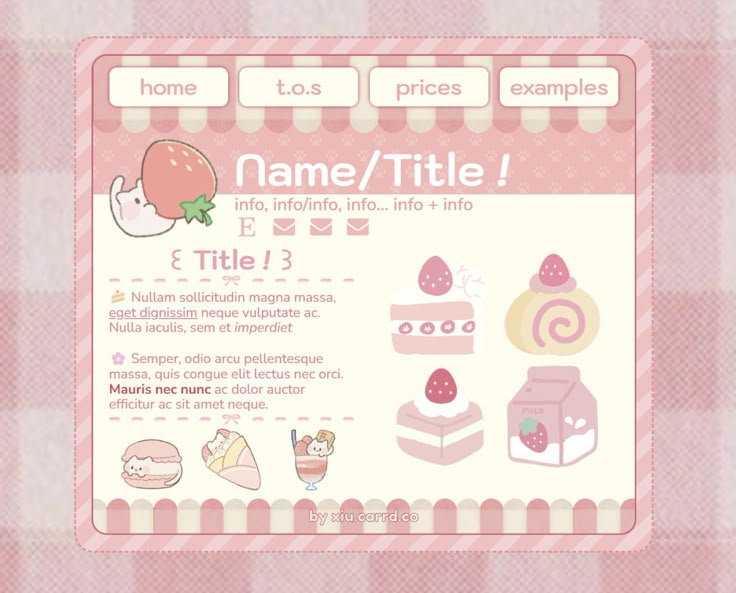 home
t.o.s
prices
examples
Name/Title !
info, info/info, info... info + info
E
꒰ Title ! ꒱
Nullam sollicitudin magna massa,
eget dignissim neque vulputate ac.
Nulla iaculis, sem et imperdiet
Semper, odio arcu pellentesque
massa, quis congue elit lectus nec orci.
Mauris nec nunc ac dolor auctor
efficitur ac sit amet neque.
MILK
by xiu.carrd.co